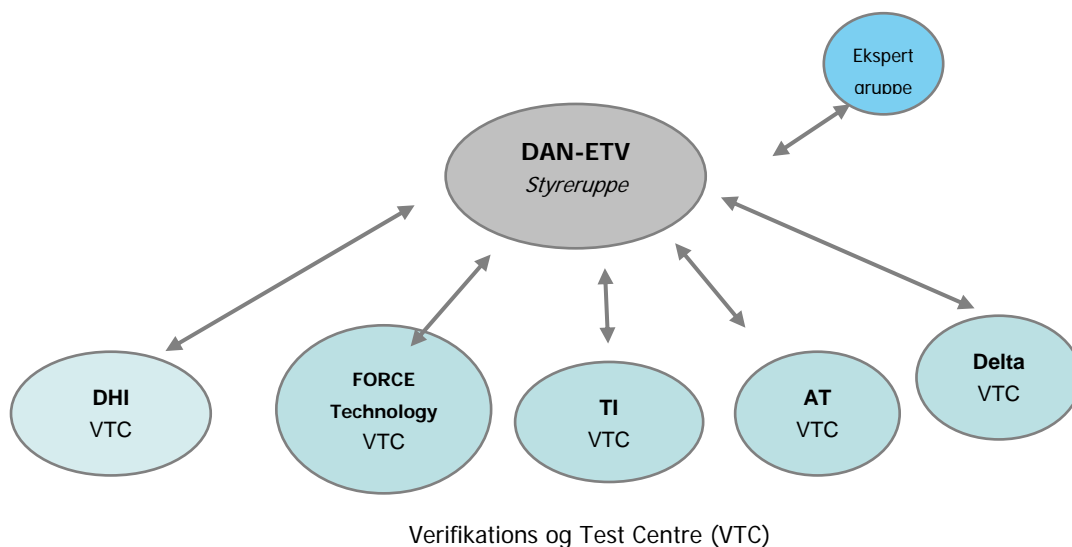 Ekspert
gruppe
DAN-ETV
Styreruppe
DHI
VTC
FORCE
Technology
VTC
TI
VTC
AT
VTC
Delta
VTC
Verifikations og Test Centre (VTC)